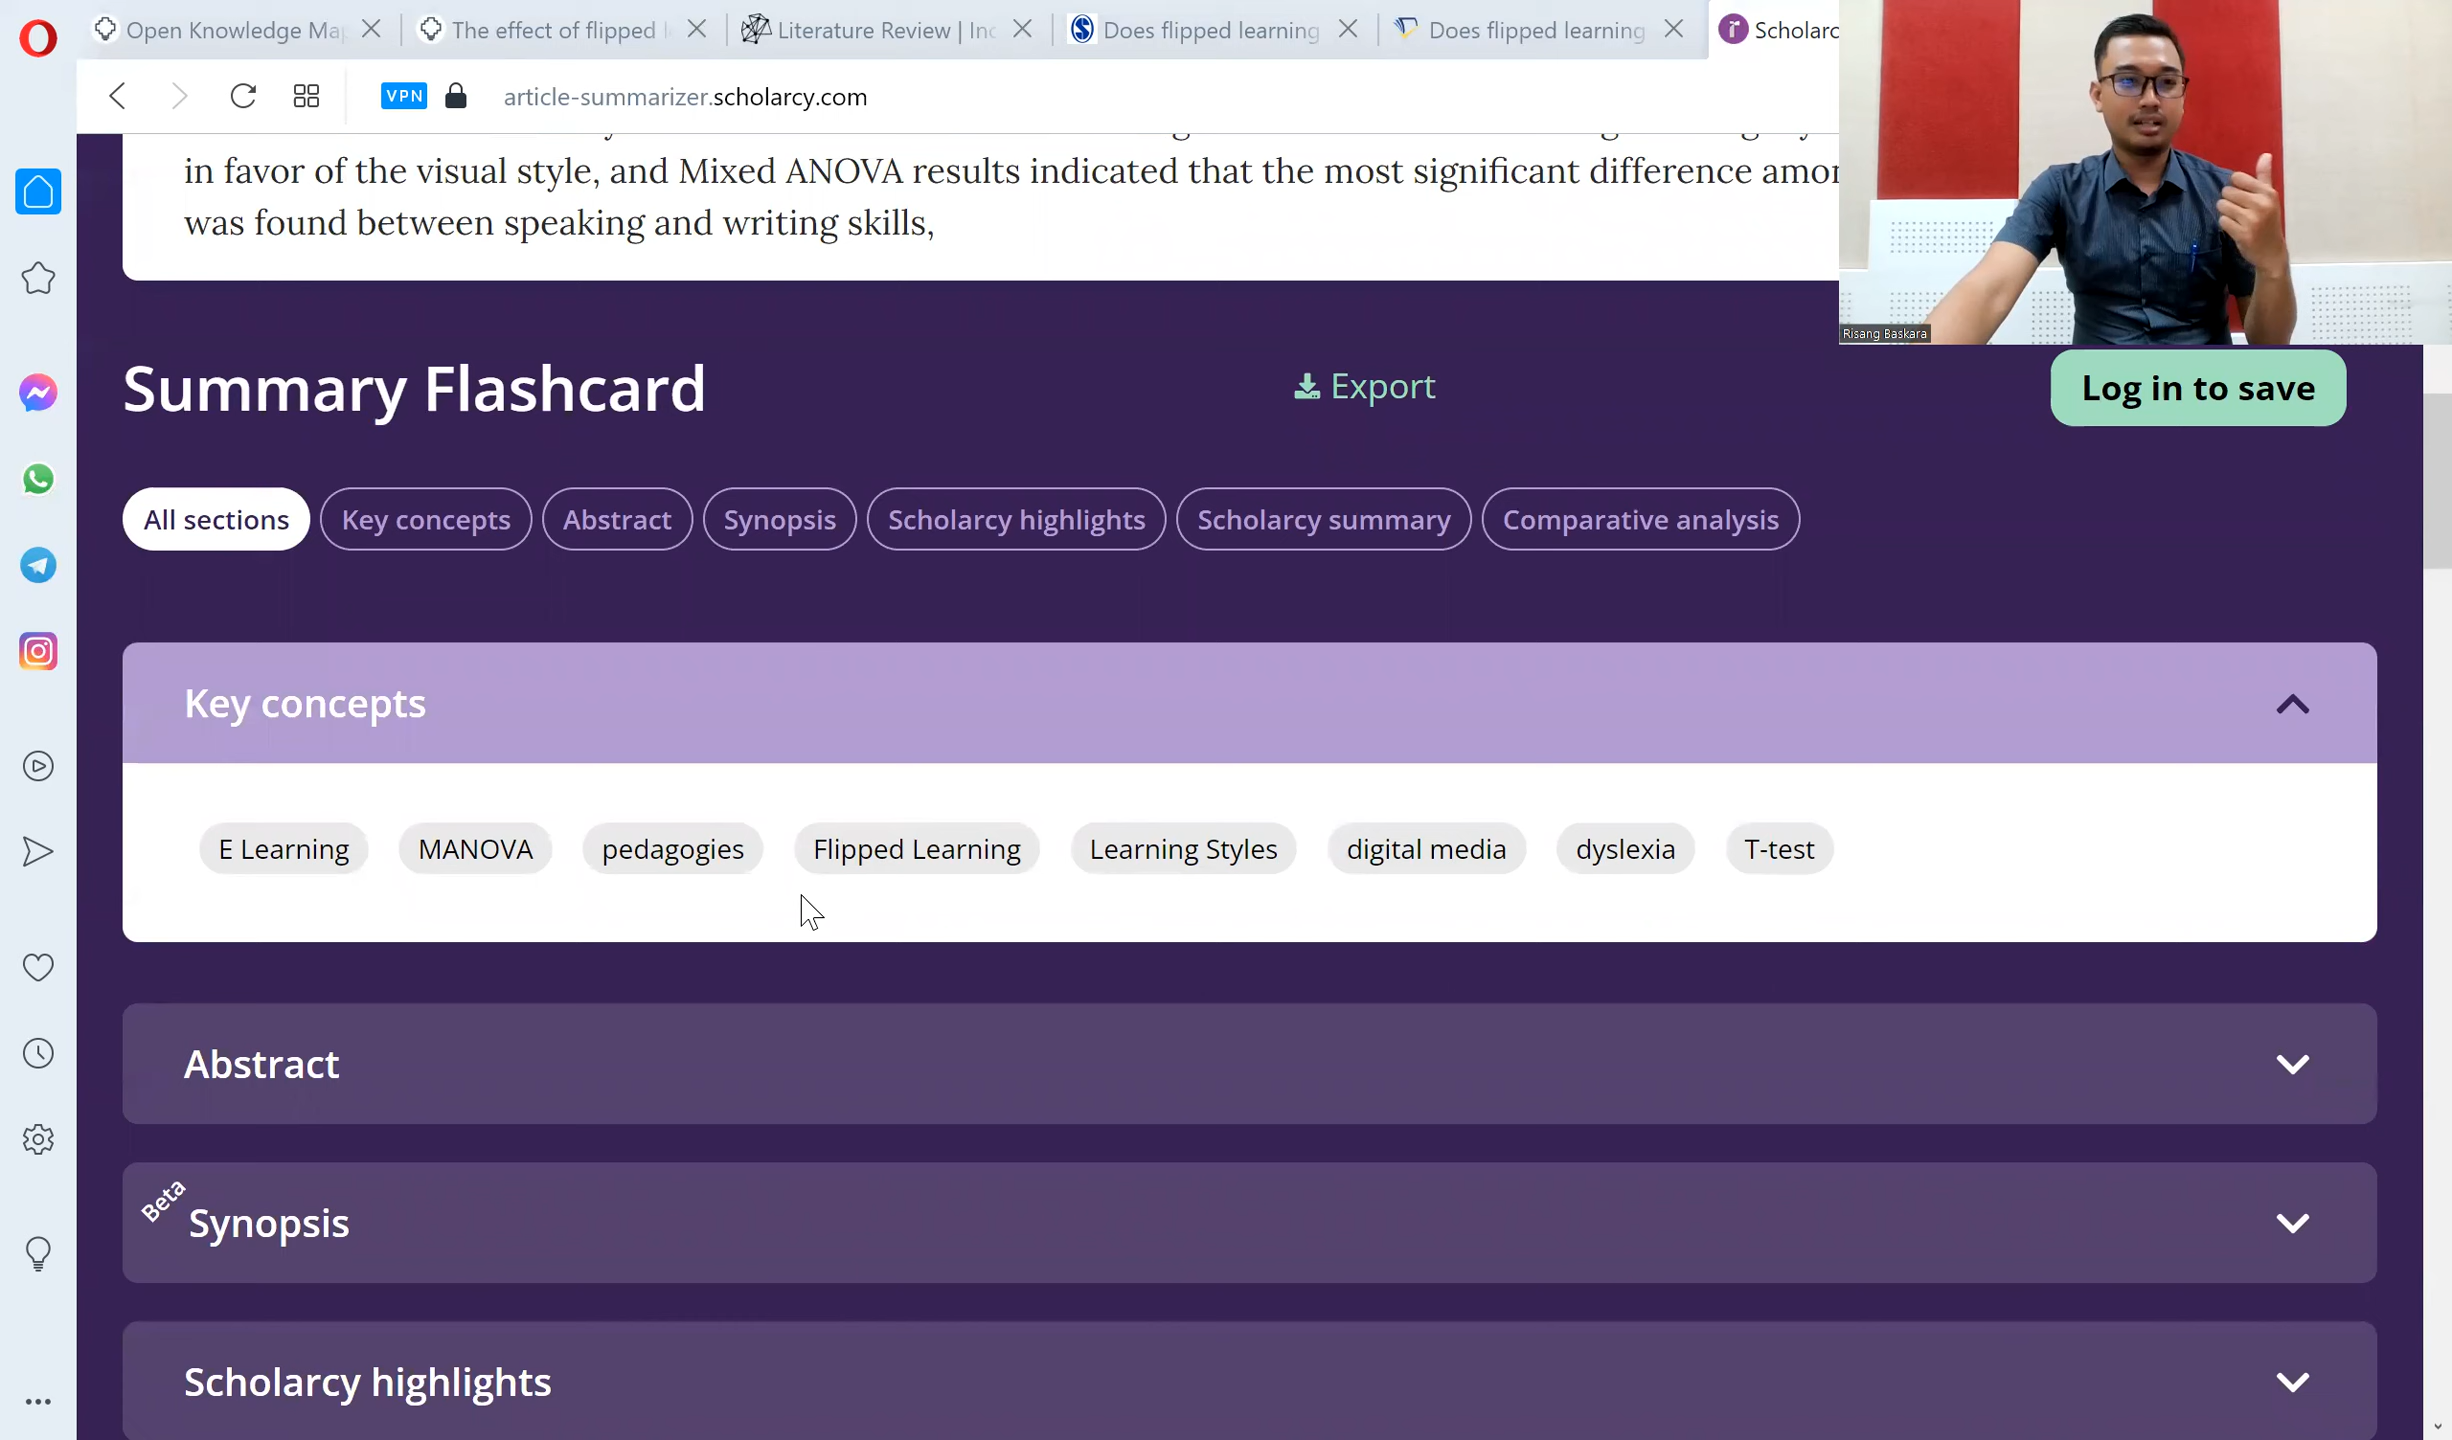 Open Knowledge Ma
The effect of flipped l
Literature Review | Inc
Does flipped learning
Does flipped learning
Scholarc
VPN
article-summarizer.scholarcy.com
in favor of the visual style, and Mixed ANOVA results indicated that the most significant difference amor
was found between speaking and writing skills,
Risang Baskara
Summary Flashcard
Export
Log in to save
All sections
Key concepts
Abstract
Synopsis
Scholarcy highlights
Scholarcy summary
Comparative analysis
Key concepts
E Learning
MANOVA
pedagogies
Flipped Learning
Learning Styles
digital media
dyslexia
T-test
Abstract
Beta
Synopsis
Scholarcy highlights